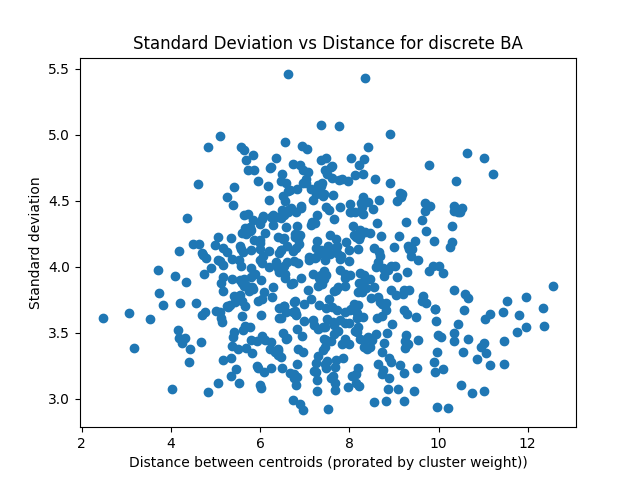 Standard Deviation vs Distance for discrete BA
5.5
5.0
4.5
4.0
3.5
3.0
Standard deviation
2 4 6 8 10 12
Distance between centroids (prorated by cluster weight))